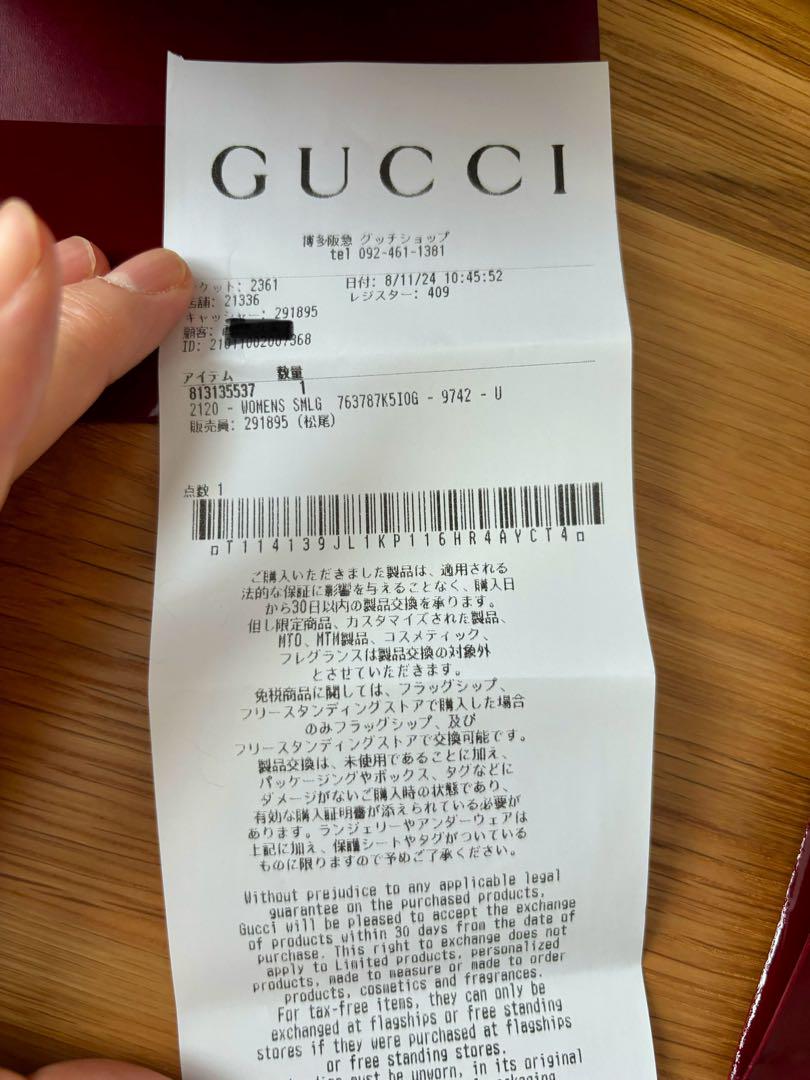 GUCCI
博多阪急 グッチショップ
tel 092-461-1381
ケット: 2361 日付: 8/11/24 10:45:52
店舗: 21336 レジスター: 409
キャッシャー: 291895
顧客:
ID: 21011002007368
アイテム 数量
813135537 1
2120 - WOMENS SMLG 763787K5IOG - 9742 - U
販売員: 291895 (松尾)
点数 1
T114139JL1KP116HR4AYCT4
ご購入いただきました製品は、適用される
法的な保証に影響を与えることなく、購入日
から30日以内の製品交換を承ります。
但し限定商品、カスタマイズされた製品、
MTO、MTM製品、コスメティック、
フレグランスは製品交換の対象外
とさせていただきます。
免税商品に関しては、フラッグシップ、
フリースタンディングストアで購入した場合
のみフラッグシップ、及び
フリースタンディングストアで交換可能です。
製品交換は、未使用であることに加え、
パッケージングやボックス、タグなどに
ダメージがないご購入時の状態であり、
有効な購入証明書が添えられている必要が
あります。ランジェリーやアンダーウェアは
上記に加え、保護シートやタグがついている
ものに限りますので予めご了承ください。
Without prejudice to any applicable legal
guarantee on the purchased products,
Gucci will be pleased to accept the exchange
of products within 30 days from the date of
purchase. This right to exchange does not
apply to Limited products, personalized
products, made to measure or made to order
products, cosmetics and fragrances.
For tax-free items, they can only be
exchanged at flagships or free standing
stores if they were purchased at flagships
or free standing stores.
must be unworn, in its original